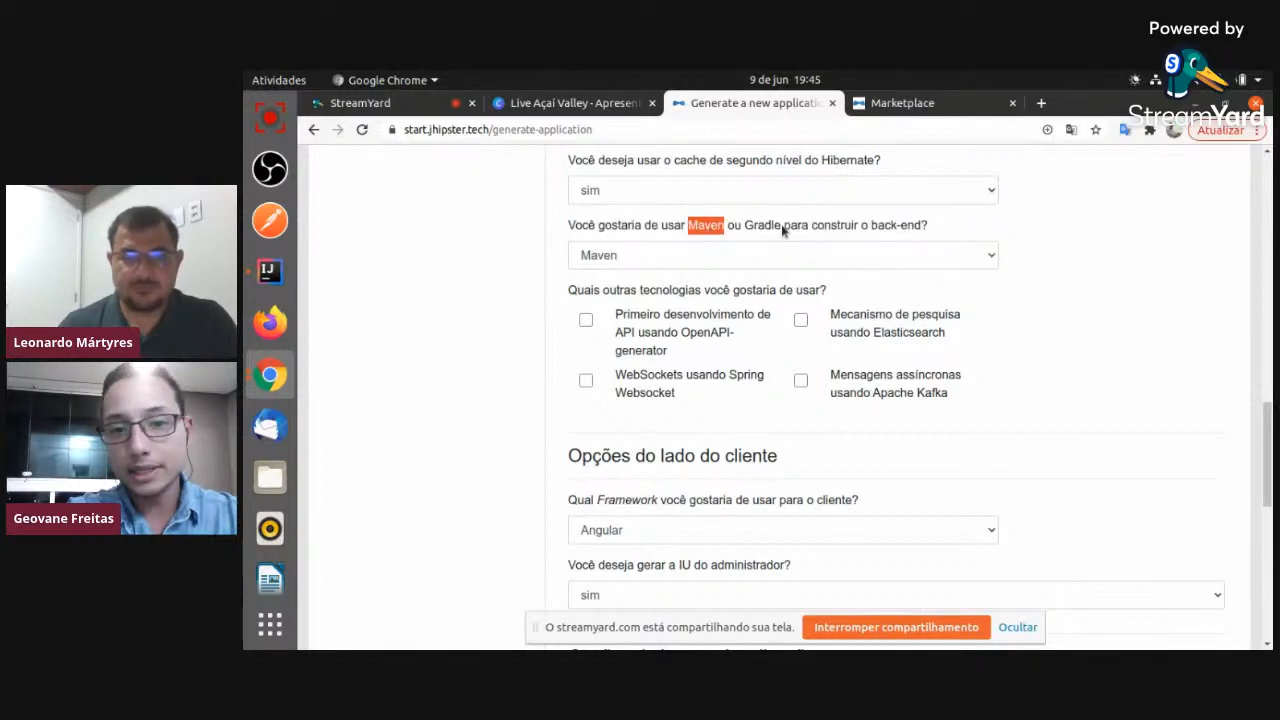 Powered by
StreamYard
Atividades
Google Chrome
9 de jun 19:45
StreamYard
Live Açaí Valley - Apresen
Generate a new applicatio
Marketplace
start.jhipster.tech/generate-application
Atualizar
Você deseja usar o cache de segundo nível do Hibernate?
sim
Você gostaria de usar Maven ou Gradle para construir o back-end?
Maven
Quais outras tecnologias você gostaria de usar?
Primeiro desenvolvimento de
API usando OpenAPI-
generator
Mecanismo de pesquisa
usando Elasticsearch
WebSockets usando Spring
Websocket
Mensagens assíncronas
usando Apache Kafka
Opções do lado do cliente
Qual Framework você gostaria de usar para o cliente?
Angular
Você deseja gerar a IU do administrador?
sim
O streamyard.com está compartilhando sua tela.
Interromper compartilhamento
Ocultar
IJ
Leonardo Mártyres
Geovane Freitas